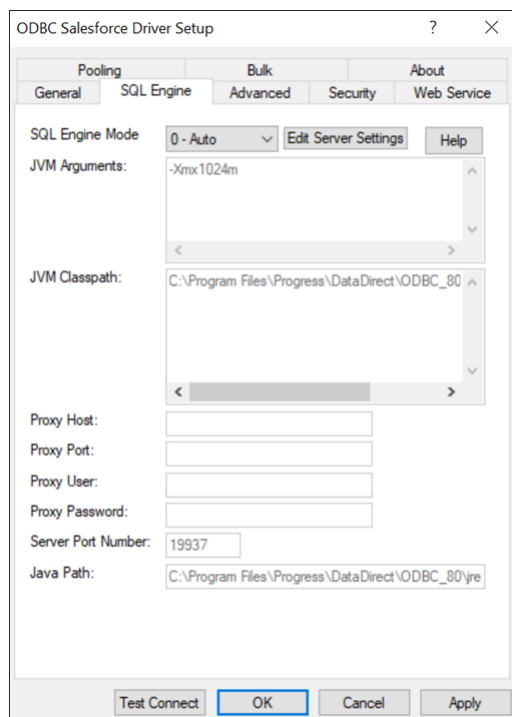 ODBC Salesforce Driver Setup
Pooling Bulk About
General SQL Engine Advanced Security Web Service
SQL Engine Mode 0 - Auto Edit Server Settings Help
JVM Arguments: -Xmx1024m
JVM Classpath: C:\Program Files\Progress\DataDirect\ODBC_80
Proxy Host:
Proxy Port:
Proxy User:
Proxy Password:
Server Port Number: 19937
Java Path: C:\Program Files\Progress\DataDirect\ODBC_80\jre
Test Connect OK Cancel Apply